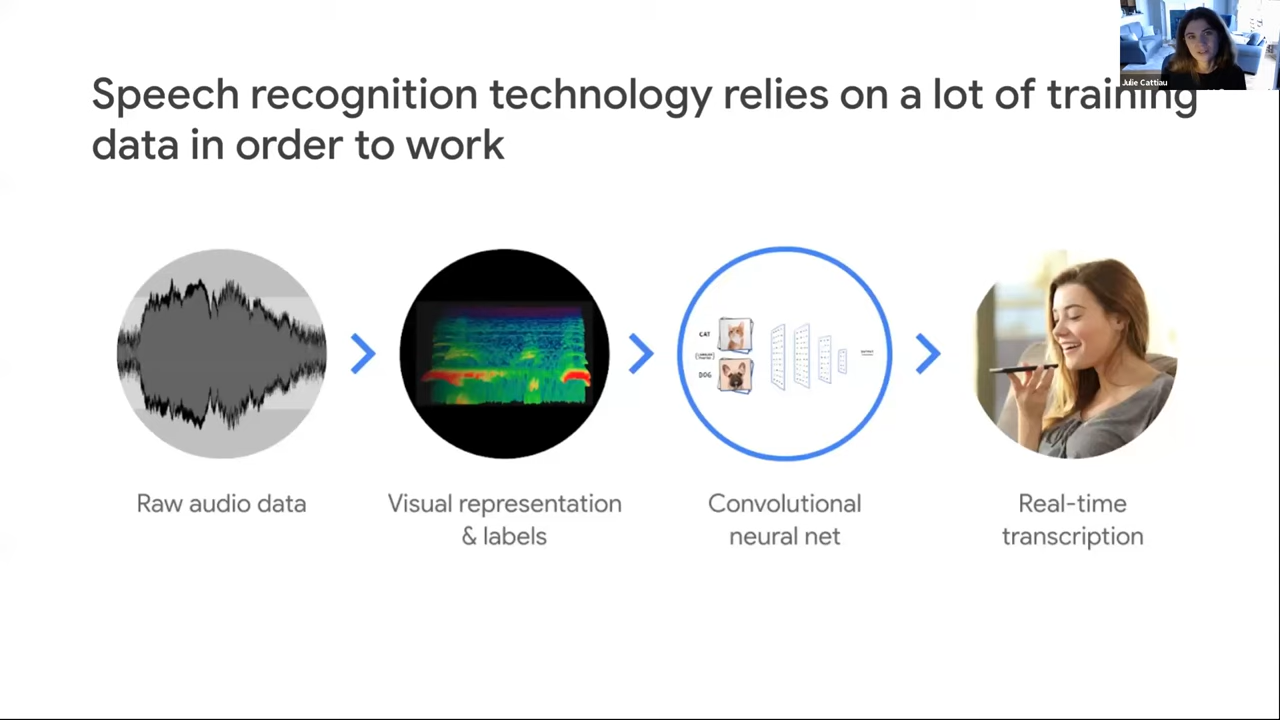 Julie Cattiau
Speech recognition technology relies on a lot of training
data in order to work
CAT
DOG
Raw audio data
Visual representation
& labels
Convolutional
neural net
Real-time
transcription